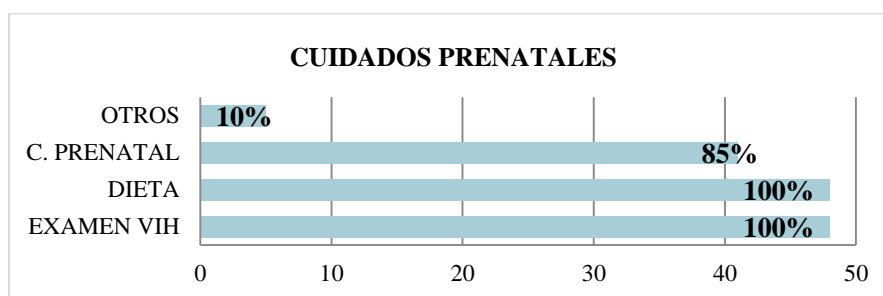 CUIDADOS PRENATALES
OTROS 10%
C. PRENATAL 85%
DIETA 100%
EXAMEN VIH 100%
0 10 20 30 40 50